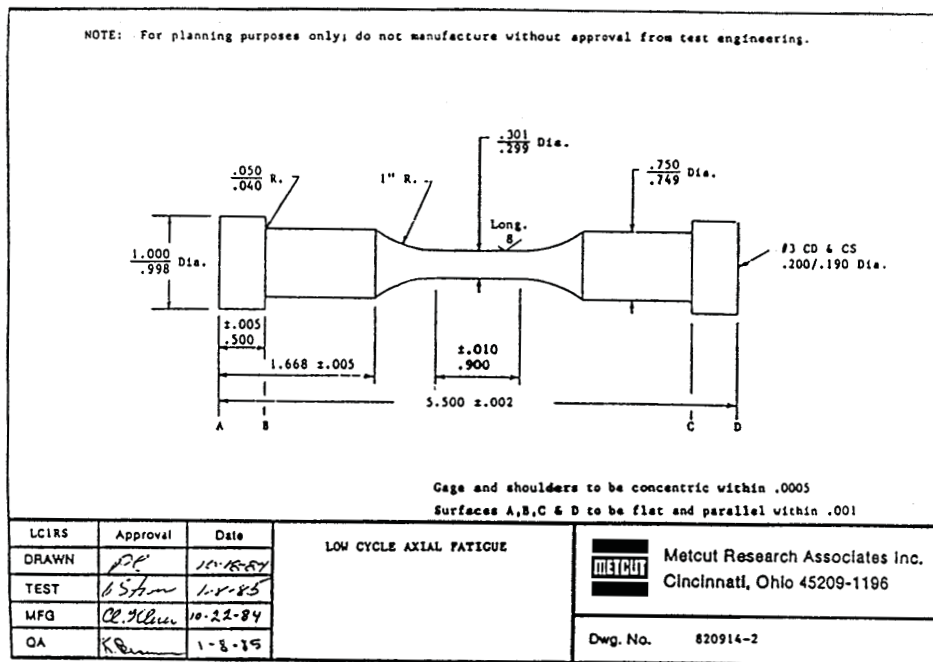 NOTE: For planning purposes only; do not manufacture without approval from test engineering.
.301
.299 Dia.
.050
.040 R.
1" R.
.750
.749 Dia.
Long.
8
1.000
.998 Dia.
#3 CD & CS
.200/.190 Dia.
±.005
.500
1.668 ±.005
±.010
.900
5.500 ±.002
A B C D
Gage and shoulders to be concentric within .0005
Surfaces A,B,C & D to be flat and parallel within .001
LCIRS Approval Date
DRAWN
TEST 1-8-85
MFG 10-22-84
QA 1-8-85
LOW CYCLE AXIAL FATIGUE
METCUT
Metcut Research Associates Inc.
Cincinnati, Ohio 45209-1196
Dwg. No. 820914-2